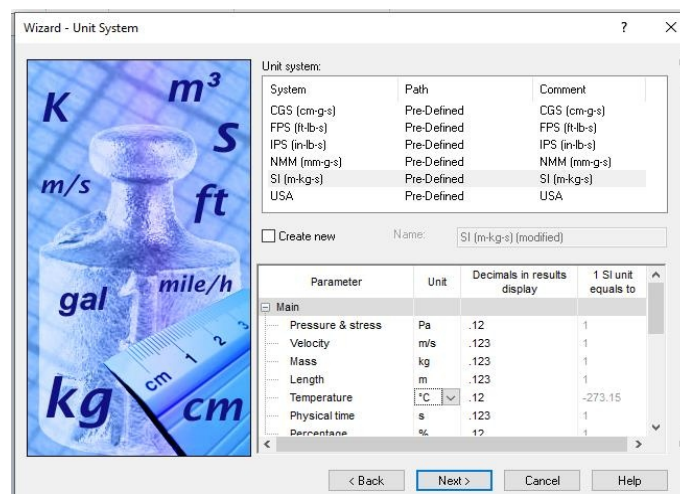 Wizard - Unit System ? X
K
m³
S
m/s
ft
gal
mile/h
cm 1 2 3
kg
cm
Unit system:
System Path Comment
CGS (cm-g-s) Pre-Defined CGS (cm-g-s)
FPS (ft-lb-s) Pre-Defined FPS (ft-lb-s)
IPS (in-lb-s) Pre-Defined IPS (in-lb-s)
NMM (mm-g-s) Pre-Defined NMM (mm-g-s)
SI (m-kg-s) Pre-Defined SI (m-kg-s)
USA Pre-Defined USA
Create new Name: SI (m-kg-s) (modified)
Parameter Unit Decimals in results display 1 SI unit equals to
Main
Pressure & stress Pa .12 1
Velocity m/s .123 1
Mass kg .123 1
Length m .123 1
Temperature °C .12 -273.15
Physical time s .123 1
Percentage % .12 1
< Back Next > Cancel Help